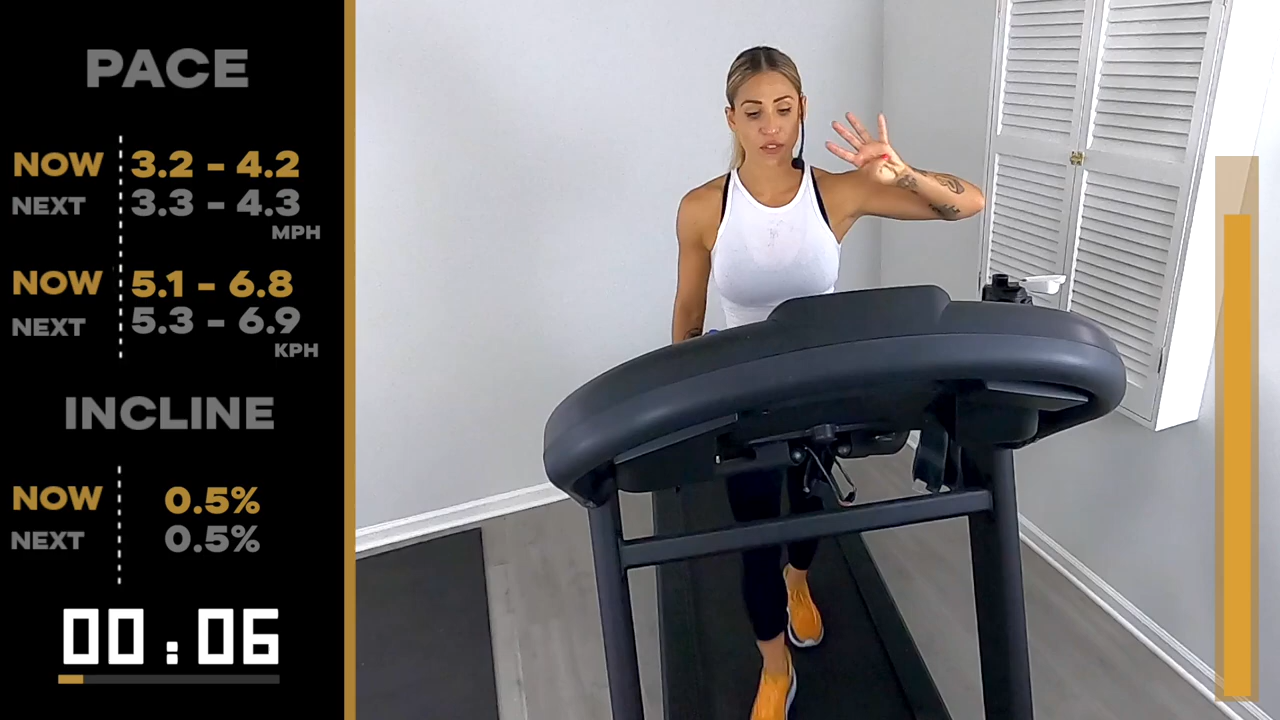 PACE
NOW 3.2 - 4.2
NEXT 3.3 - 4.3
MPH
NOW 5.1 - 6.8
NEXT 5.3 - 6.9
KPH
INCLINE
NOW 0.5%
NEXT 0.5%
00:06